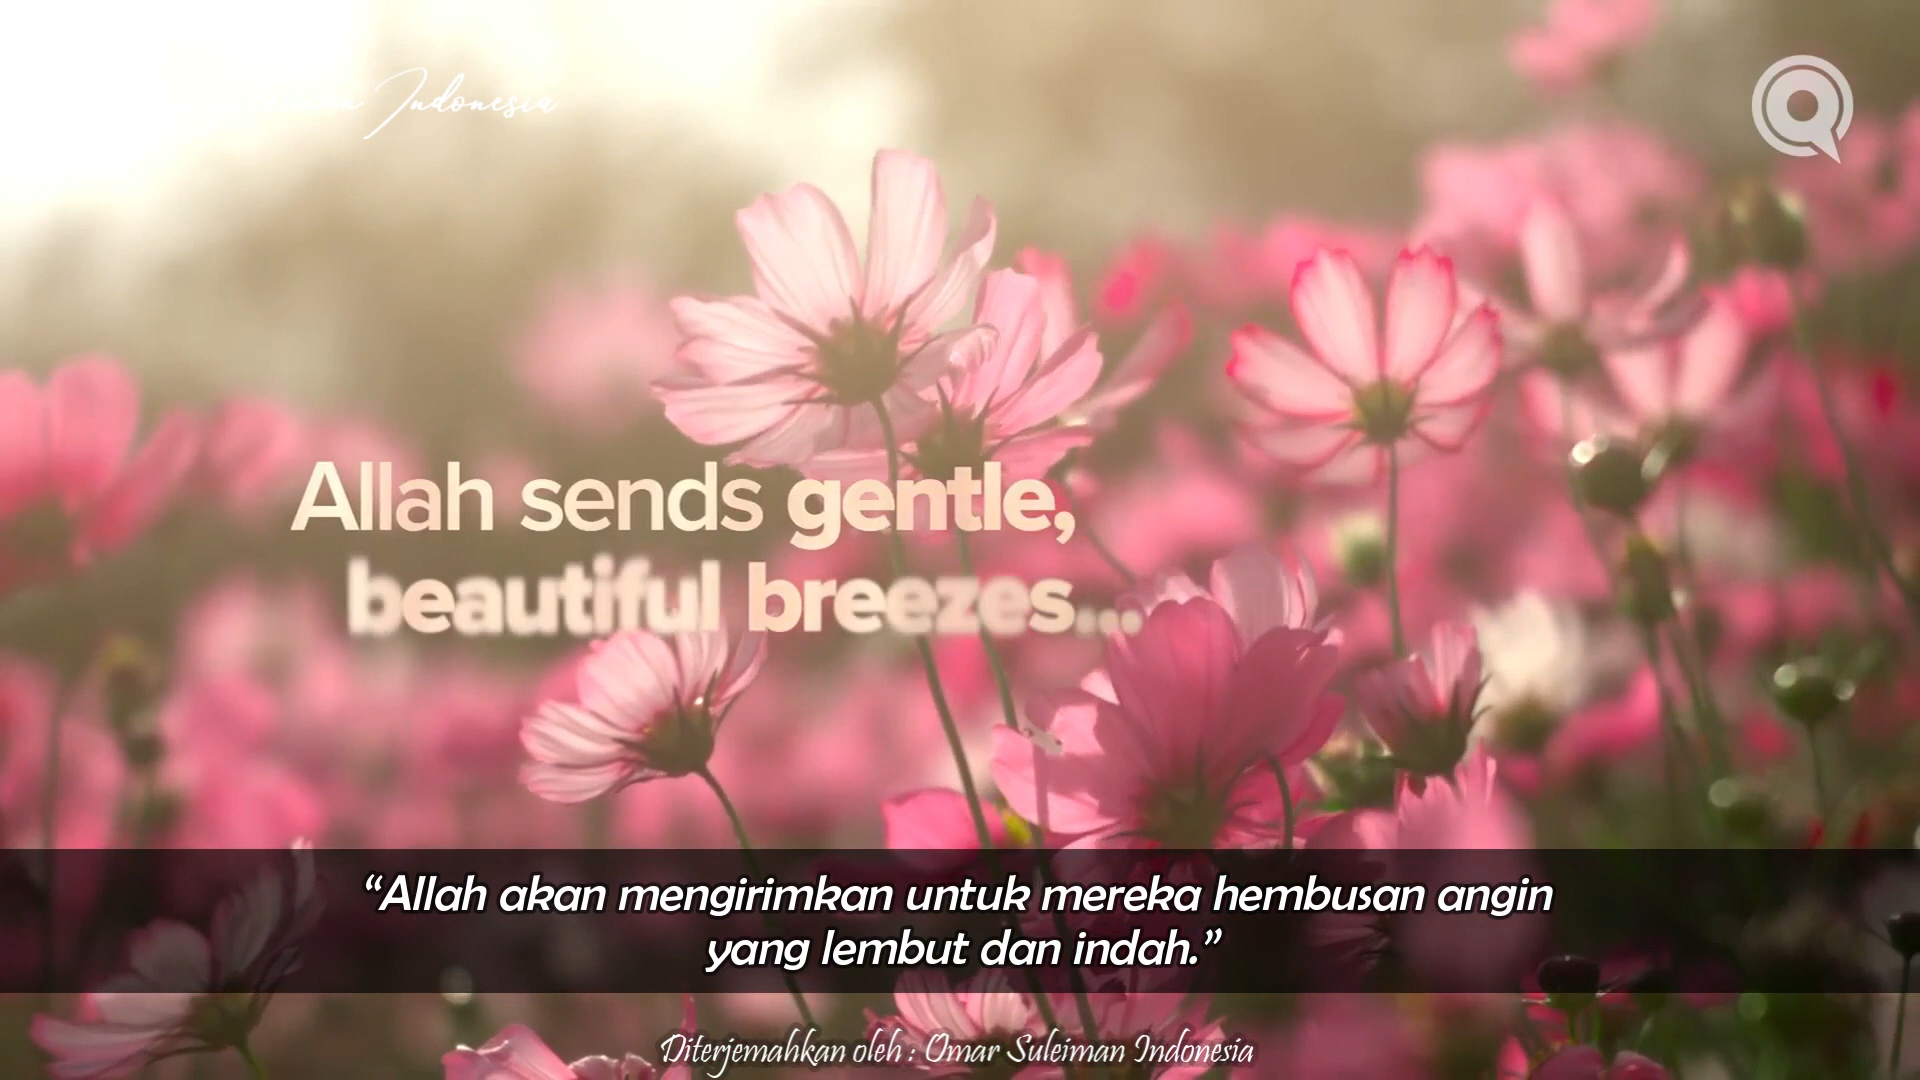 Indonesia
Allah sends gentle,
beautiful breezes...
“Allah akan mengirimkan untuk mereka hembusan angin
yang lembut dan indah.”
Diterjemahkan oleh : Omar Suleiman Indonesia